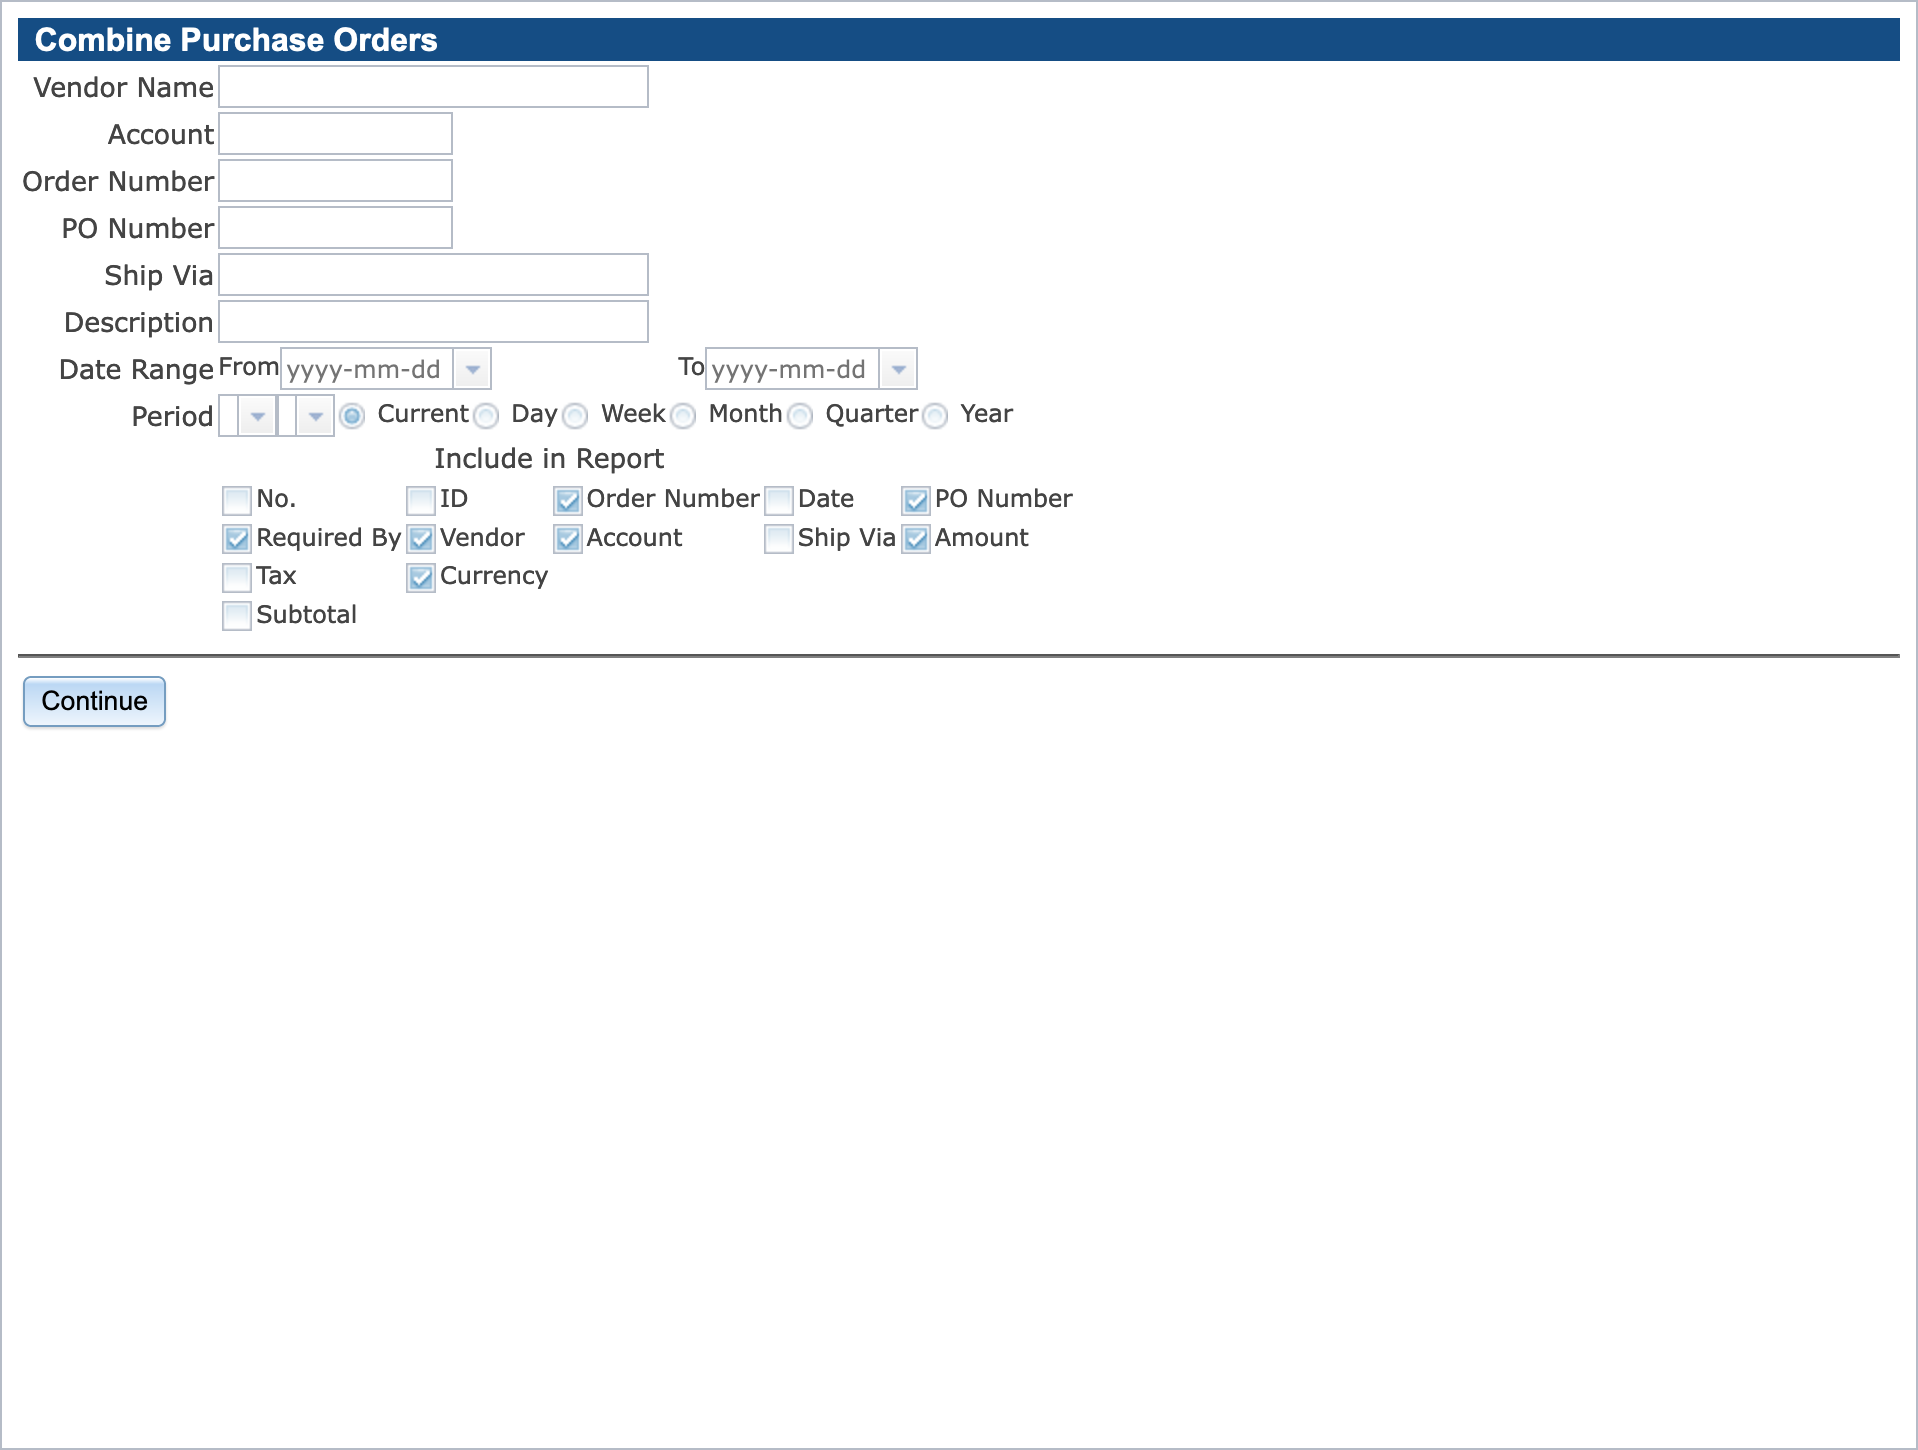 Combine Purchase Orders
Vendor Name
Account
Order Number
PO Number
Ship Via
Description
Date Range From yyyy-mm-dd To yyyy-mm-dd
Period Current Day Week Month Quarter Year
Include in Report
No. ID Order Number Date PO Number
Required By Vendor Account Ship Via Amount
Tax Currency
Subtotal
Continue